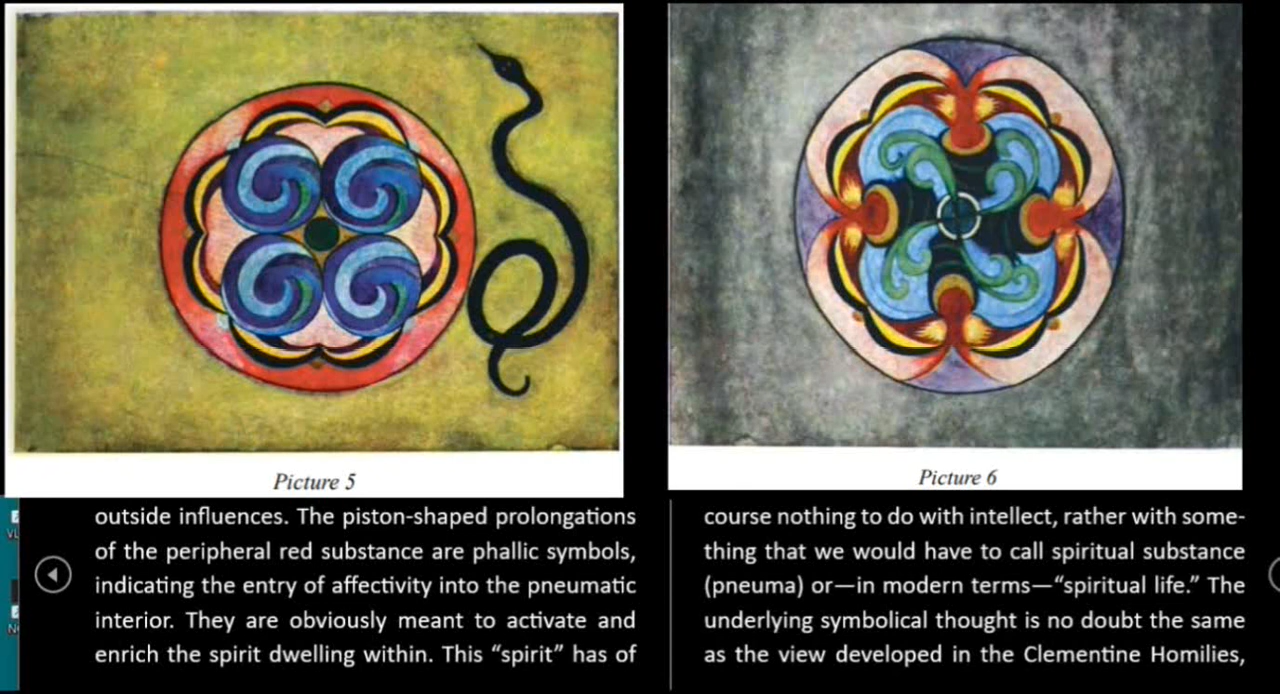 Picture 5
outside influences. The piston-shaped prolongations
of the peripheral red substance are phallic symbols,
indicating the entry of affectivity into the pneumatic
interior. They are obviously meant to activate and
enrich the spirit dwelling within. This “spirit” has of
Picture 6
course nothing to do with intellect, rather with some-
thing that we would have to call spiritual substance
(pneuma) or—in modern terms—“spiritual life.” The
underlying symbolical thought is no doubt the same
as the view developed in the Clementine Homilies,